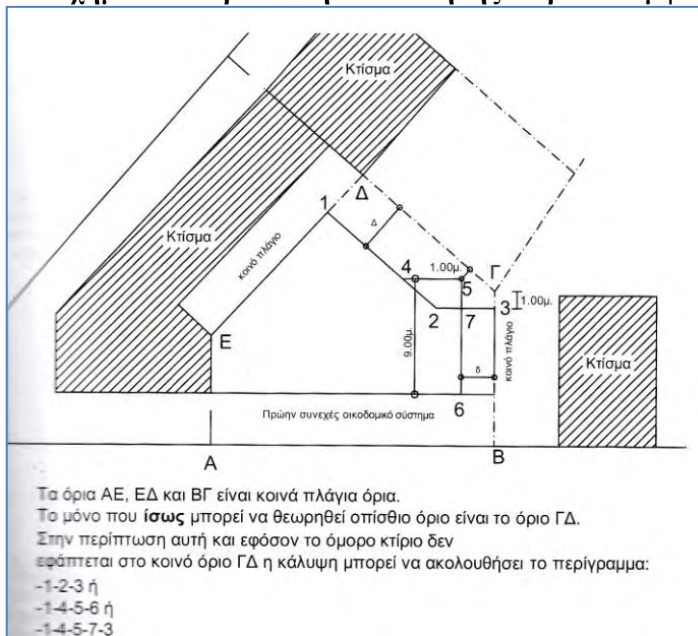 Κτίσμα
Δ
1
Δ
Κτίσμα
κοινό πλάγιο
Γ
4
1.00μ.
5
Ε
2
7
3
1.00μ.
9.00μ.
κοινό πλάγιο
Κτίσμα
δ
6
Πρώην συνεχές οικοδομικό σύστημα
Α
Β
Τα όρια ΑΕ, ΕΔ και ΒΓ είναι κοινά πλάγια όρια.
Το μόνο που ίσως μπορεί να θεωρηθεί οπίσθιο όριο είναι το όριο ΓΔ.
Στην περίπτωση αυτή και εφόσον το όμορο κτίριο δεν
εφάπτεται στο κοινό όριο ΓΔ η κάλυψη μπορεί να ακολουθήσει το περίγραμμα:
-1-2-3 ή
-1-4-5-6 ή
-1-4-5-7-3